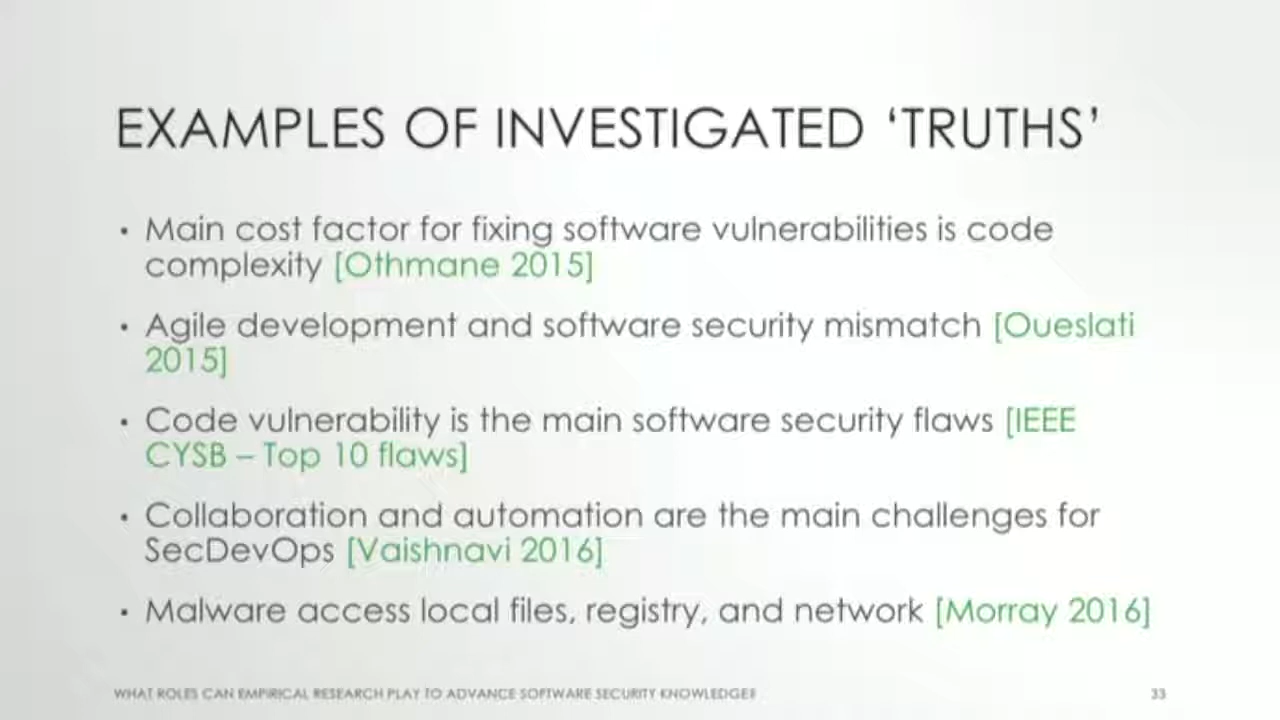 EXAMPLES OF INVESTIGATED ‘TRUTHS’
• Main cost factor for fixing software vulnerabilities is code
complexity [Othmane 2015]
• Agile development and software security mismatch [Oueslati
2015]
• Code vulnerability is the main software security flaws [IEEE
CYSB – Top 10 flaws]
• Collaboration and automation are the main challenges for
SecDevOps [Vaishnavi 2016]
• Malware access local files, registry, and network [Morray 2016]
WHAT ROLES CAN EMPIRICAL RESEARCH PLAY TO ADVANCE SOFTWARE SECURITY KNOWLEDGE?
33